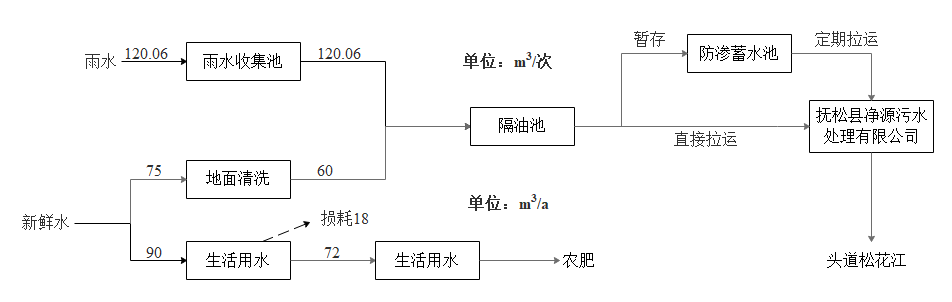 暂存
防渗蓄水池
定期拉运
雨水
120.06
雨水收集池
120.06
单位：m³/次
隔油池
直接拉运
抚松县净源污水
处理有限公司
新鲜水
75
地面清洗
60
单位：m³/a
损耗18
90
生活用水
72
生活用水
农肥
头道松花江